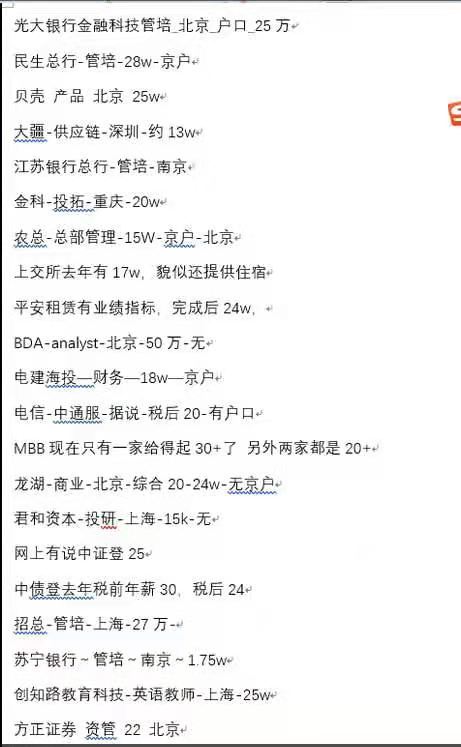 光大银行金融科技管培_北京_户口_25 万
民生总行-管培-28w-京户
贝壳 产品 北京 25w
大疆-供应链-深圳-约 13w
江苏银行总行-管培-南京
金科-投拓-重庆-20w
农总-总部管理-15W-京户-北京
上交所去年有 17w，貌似还提供住宿
平安租赁有业绩指标，完成后 24w，
BDA-analyst-北京-50 万-无
电建海投—财务—18w—京户
电信-中通服-据说-税后 20-有户口
MBB 现在只有一家给得起 30+了 另外两家都是 20+
龙湖-商业-北京-综合 20-24w-无京户
君和资本-投研-上海-15k-无
网上有说中证登 25
中债登去年税前年薪 30，税后 24
招总-管培-上海-27 万-
苏宁银行～管培～南京～1.75w
创知路教育科技-英语教师-上海-25w
方正证券 资管 22 北京